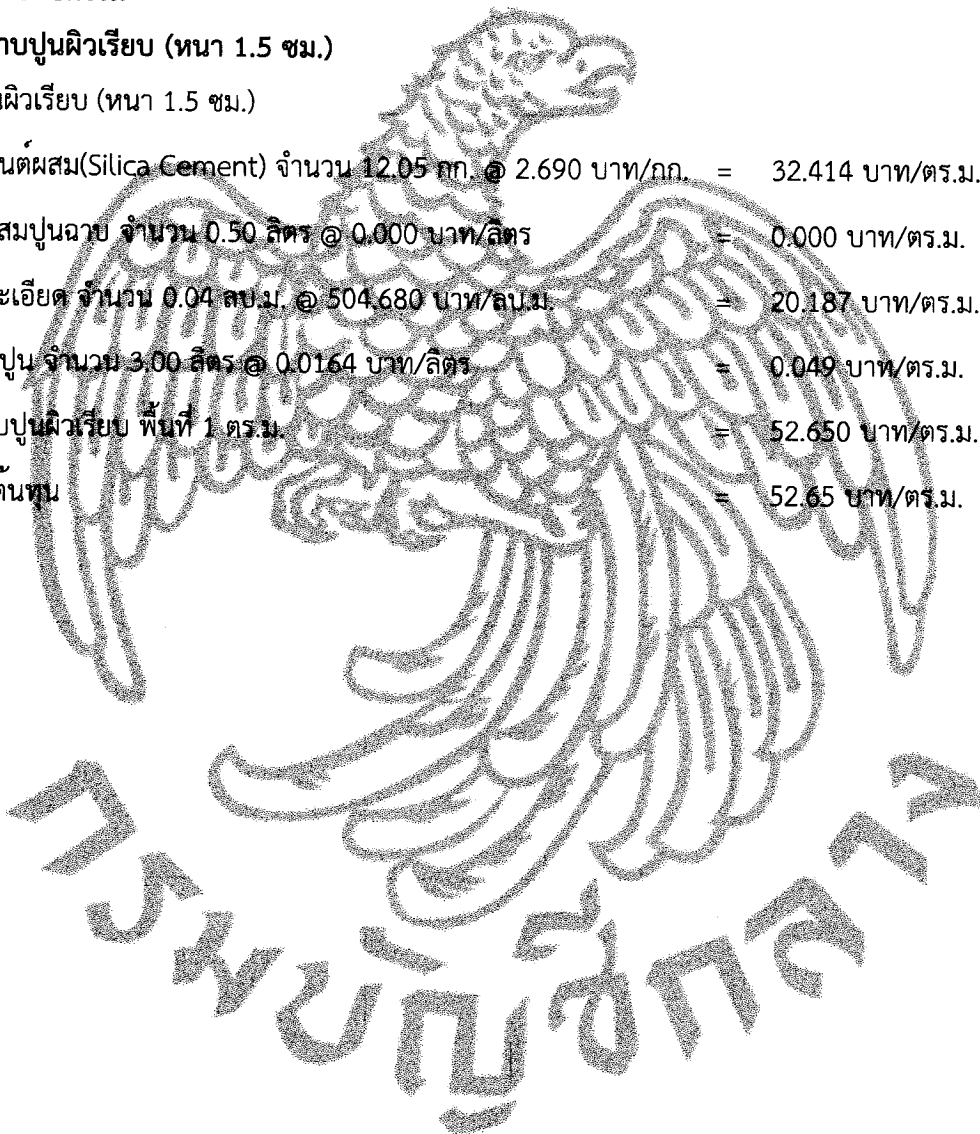 าบปูนผิวเรียบ (หนา 1.5 ซม.)
ผิวเรียบ (หนา 1.5 ซม.)
นต์ผสม(Silica Cement) จำนวน 12.05 กก. @ 2.690 บาท/กก. = 32.414 บาท/ตร.ม.
สมปูนฉาบ จำนวน 0.50 ลิตร @ 0.000 บาท/ลิตร = 0.000 บาท/ตร.ม.
ะเอียด จำนวน 0.04 ลบ.ม. @ 504.680 บาท/ลบ.ม. = 20.187 บาท/ตร.ม.
ปูน จำนวน 3.00 ลิตร @ 0.0164 บาท/ลิตร = 0.049 บาท/ตร.ม.
บปูนผิวเรียบ พื้นที่ 1 ตร.ม. = 52.650 บาท/ตร.ม.
ต้นทุน = 52.65 บาท/ตร.ม.
กรมบัญชีกลาง